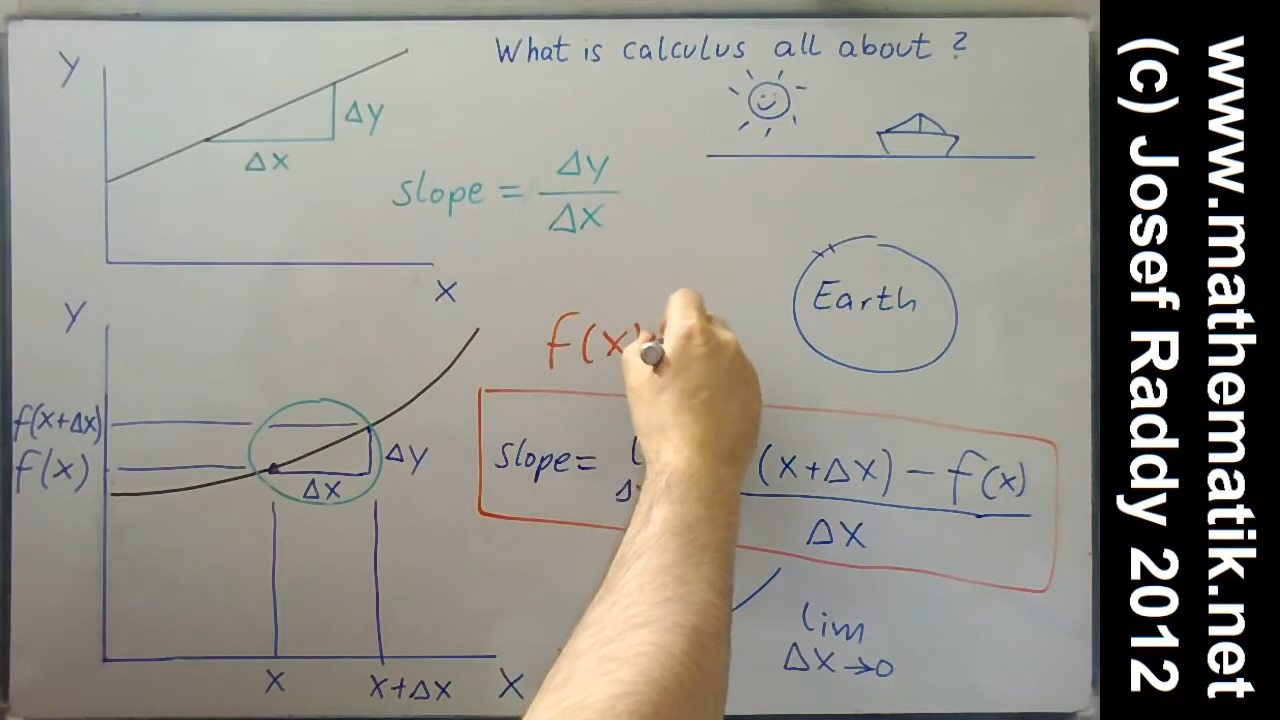 What is calculus all about ?
Y
Δy
Δx
X
slope = Δy
Δx
Earth
Y
f(x+Δx)
f(x)
Δy
Δx
x
x+Δx
X
f(x)
slope=
(x+Δx) - f(x)
Δx
lim
Δx→0
www.mathematik.net
(c) Josef Raddy 2012